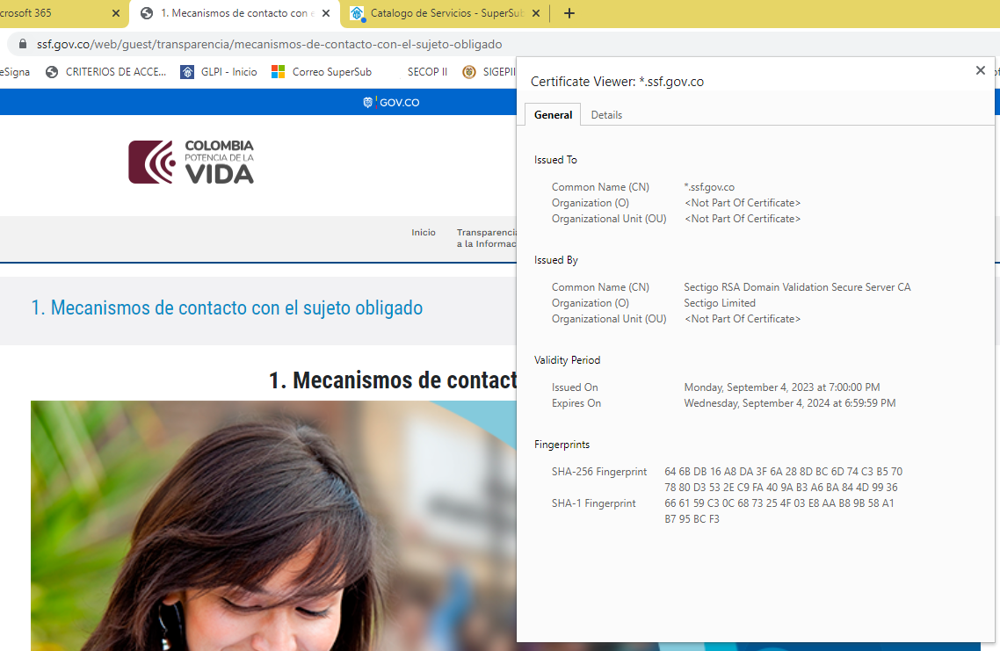 crosoft 365
1. Mecanismos de contacto con e
Catalogo de Servicios - SuperSub
ssf.gov.co/web/guest/transparencia/mecanismos-de-contacto-con-el-sujeto-obligado
eSigna
CRITERIOS DE ACCE...
GLPI - Inicio
Correo SuperSub
SECOP II
SIGEPII
GOV.CO
COLOMBIA
POTENCIA DE LA
VIDA
Inicio
Transparencia
a la Informac
1. Mecanismos de contacto con el sujeto obligado
1. Mecanismos de contact
Certificate Viewer: *.ssf.gov.co
General
Details
Issued To
Common Name (CN) *.ssf.gov.co
Organization (O) <Not Part Of Certificate>
Organizational Unit (OU) <Not Part Of Certificate>
Issued By
Common Name (CN) Sectigo RSA Domain Validation Secure Server CA
Organization (O) Sectigo Limited
Organizational Unit (OU) <Not Part Of Certificate>
Validity Period
Issued On Monday, September 4, 2023 at 7:00:00 PM
Expires On Wednesday, September 4, 2024 at 6:59:59 PM
Fingerprints
SHA-256 Fingerprint 64 6B DB 16 A8 DA 3F 6A 28 8D BC 6D 74 C3 B5 70
78 80 D3 53 2E C9 FA 40 9A B3 A6 BA 84 4D 99 36
SHA-1 Fingerprint 66 61 59 C3 0C 68 73 25 4F 03 E8 AA B8 9B 58 A1
B7 95 BC F3